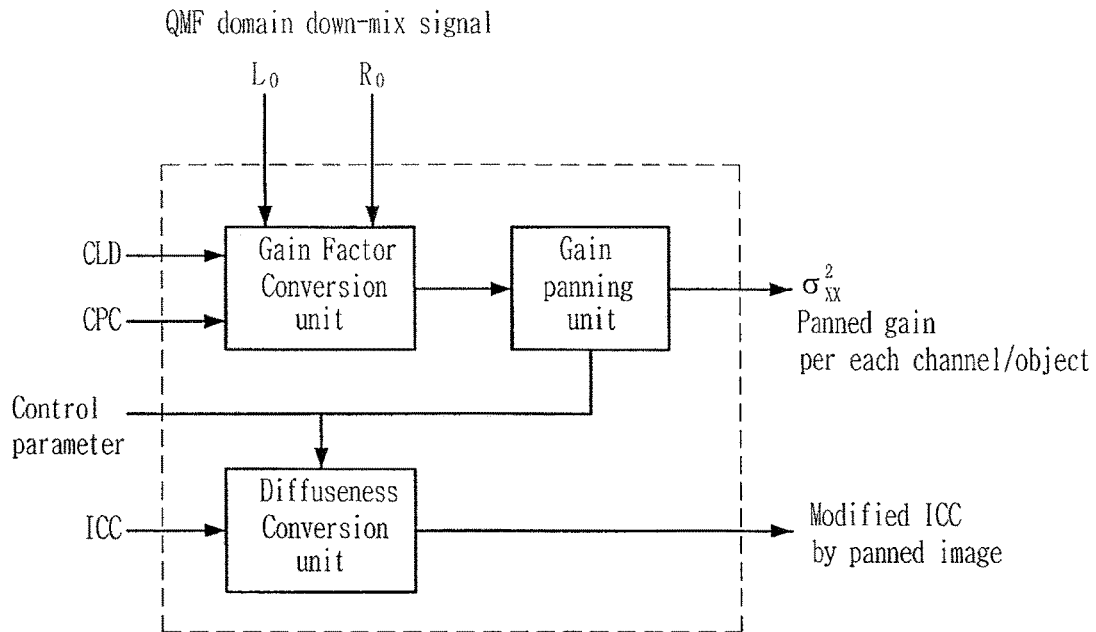 QMF domain down-mix signal
L0 R0
CLD
CPC
Gain Factor
Conversion
unit
Gain
panning
unit
σ²xx
Panned gain
per each channel/object
Control
parameter
ICC
Diffuseness
Conversion
unit
Modified ICC
by panned image